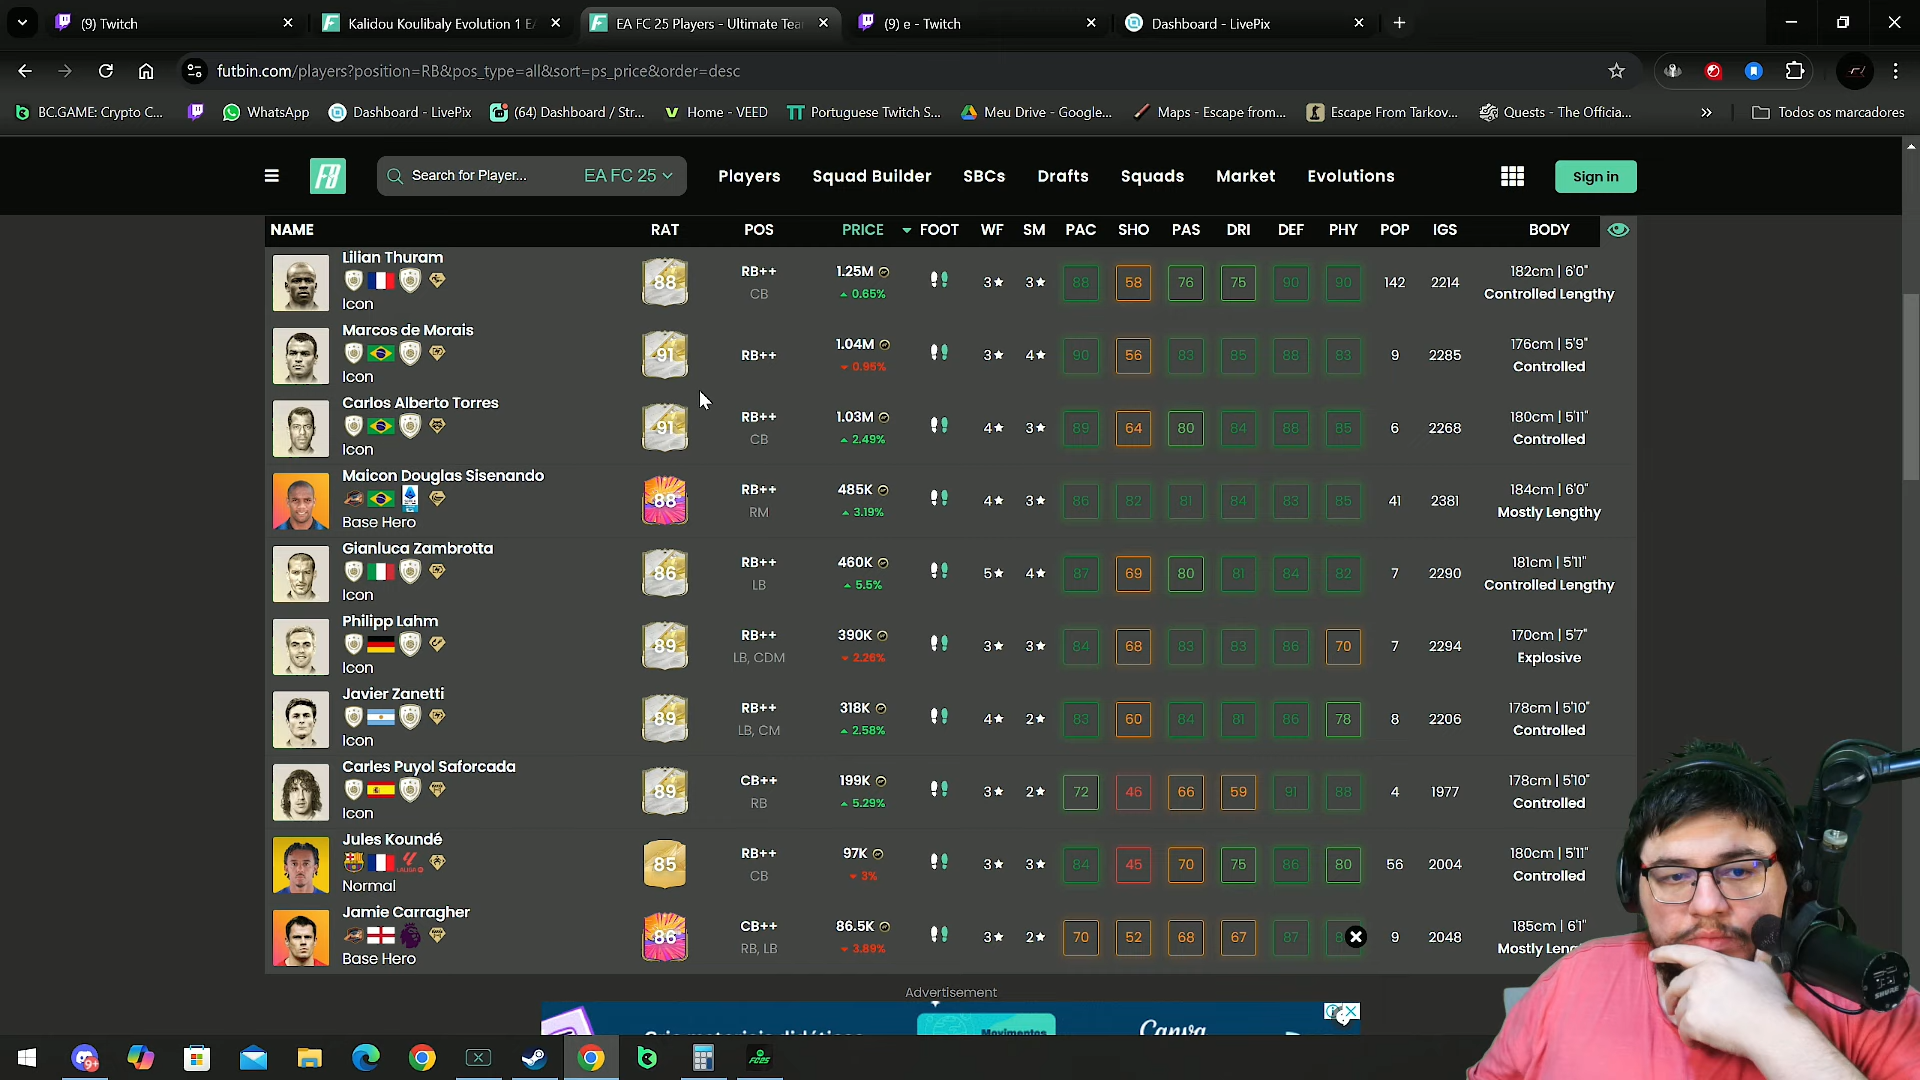 (9) Twitch
Kalidou Koulibaly Evolution 1 EA
EA FC 25 Players - Ultimate Tea
(9) e - Twitch
Dashboard - LivePix
futbin.com/players?position=RB&pos_type=all&sort=ps_price&order=desc
BC.GAME: Crypto C...
WhatsApp
Dashboard - LivePix
(64) Dashboard / Str...
Home - VEED
Portuguese Twitch S...
Meu Drive - Google...
Maps - Escape from...
Escape From Tarkov...
Quests - The Officia...
»
Todos os marcadores
FB
Search for Player...
EA FC 25
Players
Squad Builder
SBCs
Drafts
Squads
Market
Evolutions
Sign in
NAME RAT POS PRICE FOOT WF SM PAC SHO PAS DRI DEF PHY POP IGS BODY
Lilian Thuram
Icon
88
RB++
CB
1.25M
0.65%
3★ 3★ 88 58 76 75 90 90 142 2214
182cm | 6'0"
Controlled Lengthy
Marcos de Morais
Icon
91
RB++
1.04M
0.95%
3★ 4★ 90 56 83 85 88 83 9 2285
176cm | 5'9"
Controlled
Carlos Alberto Torres
Icon
91
RB++
CB
1.03M
2.49%
4★ 3★ 89 64 80 84 88 85 6 2268
180cm | 5'11"
Controlled
Maicon Douglas Sisenando
Base Hero
88
RB++
RM
485K
3.19%
4★ 3★ 86 82 81 84 83 85 41 2381
184cm | 6'0"
Mostly Lengthy
Gianluca Zambrotta
Icon
86
RB++
LB
460K
5.5%
5★ 4★ 87 69 80 81 84 82 7 2290
181cm | 5'11"
Controlled Lengthy
Philipp Lahm
Icon
89
RB++
LB, CDM
390K
2.26%
3★ 3★ 84 68 83 83 86 70 7 2294
170cm | 5'7"
Explosive
Javier Zanetti
Icon
89
RB++
LB, CM
318K
2.58%
4★ 2★ 83 60 84 81 86 78 8 2206
178cm | 5'10"
Controlled
Carles Puyol Saforcada
Icon
89
CB++
RB
199K
5.29%
3★ 2★ 72 46 66 59 91 88 4 1977
178cm | 5'10"
Controlled
Jules Koundé
Normal
85
RB++
CB
97K
3%
3★ 3★ 84 45 70 75 86 80 56 2004
180cm | 5'11"
Controlled
Jamie Carragher
Base Hero
86
CB++
RB, LB
86.5K
3.89%
3★ 2★ 70 52 68 67 87 9 2048
185cm | 6'1"
Mostly
Advertisement
Movimentos
Canva
9+
FC25
SHURE